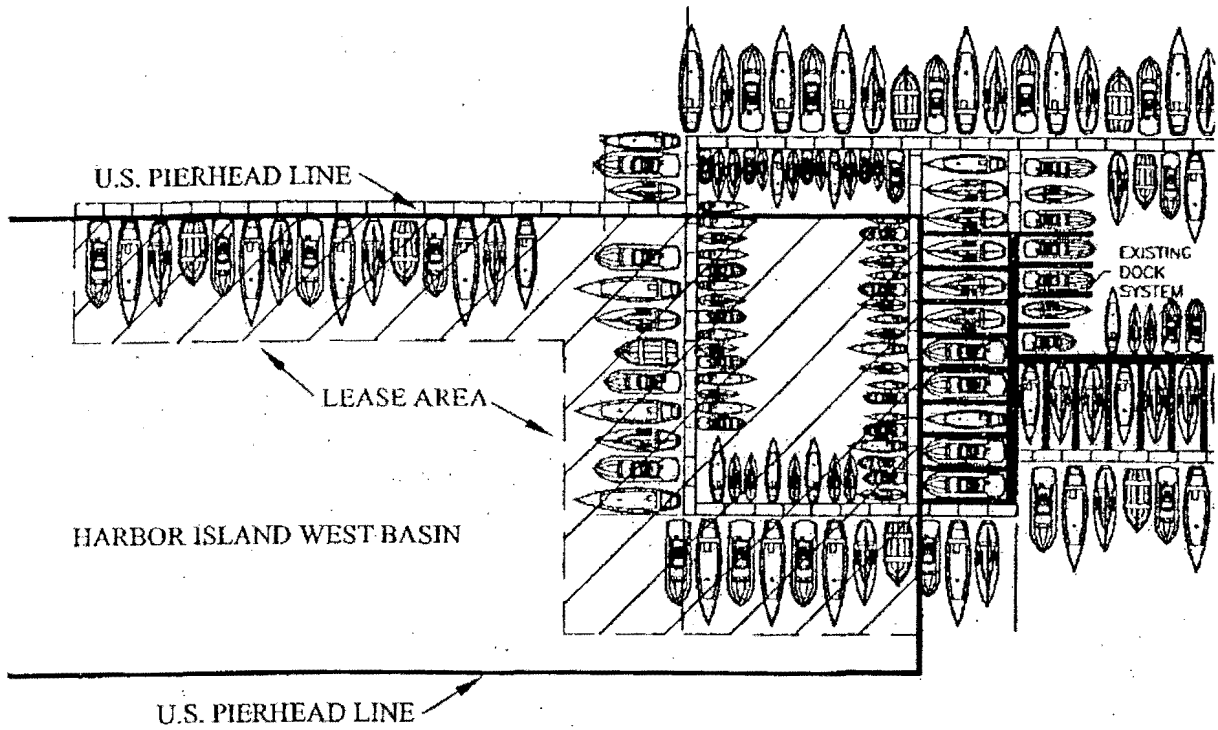 U.S. PIERHEAD LINE
EXISTING
DOCK
SYSTEM
LEASE AREA
HARBOR ISLAND WEST BASIN
U.S. PIERHEAD LINE